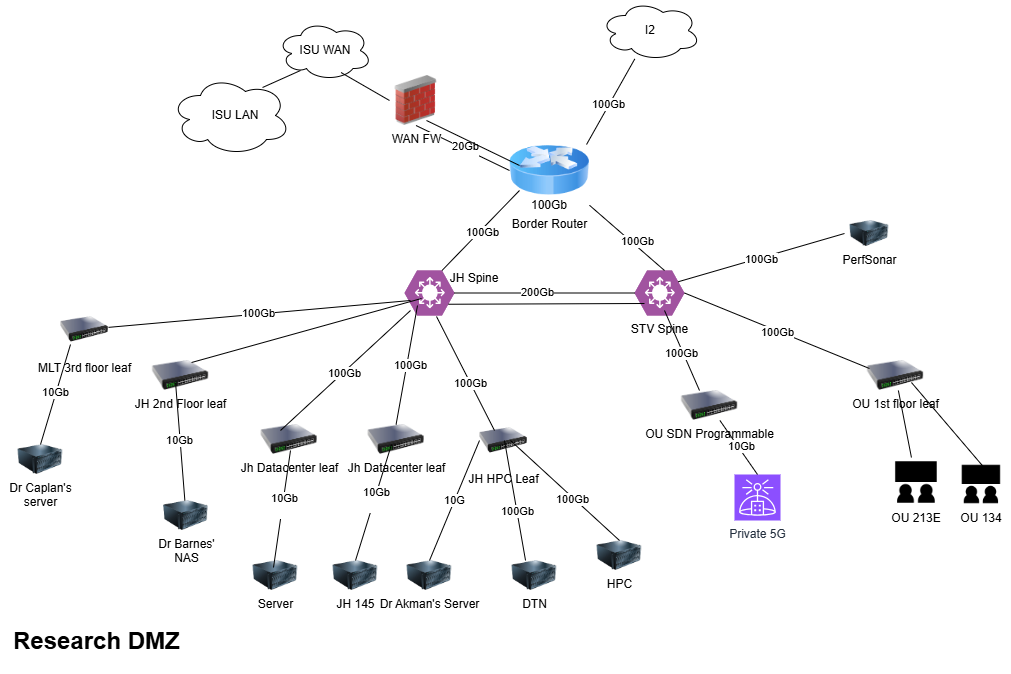 I2
ISU WAN
ISU LAN
100Gb
WAN FW
20Gb
100Gb
Border Router
100Gb
100Gb
PerfSonar
100Gb
JH Spine
200Gb
STV Spine
100Gb
100Gb
100Gb
MLT 3rd floor leaf
100Gb
100Gb
100Gb
100Gb
10Gb
JH 2nd Floor leaf
OU 1st floor leaf
OU SDN Programmable
10Gb
10Gb
Jh Datacenter leaf
Jh Datacenter leaf
JH HPC Leaf
Dr Caplan's
server
10Gb
10Gb
10G
100Gb
100Gb
OU 213E
OU 134
Private 5G
Dr Barnes'
NAS
HPC
Server
JH 145
Dr Akman's Server
DTN
Research DMZ